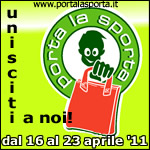 www.portalasporta.it
porta la sporta
unisciti
a noi!
dal 16 al 23 aprile '11